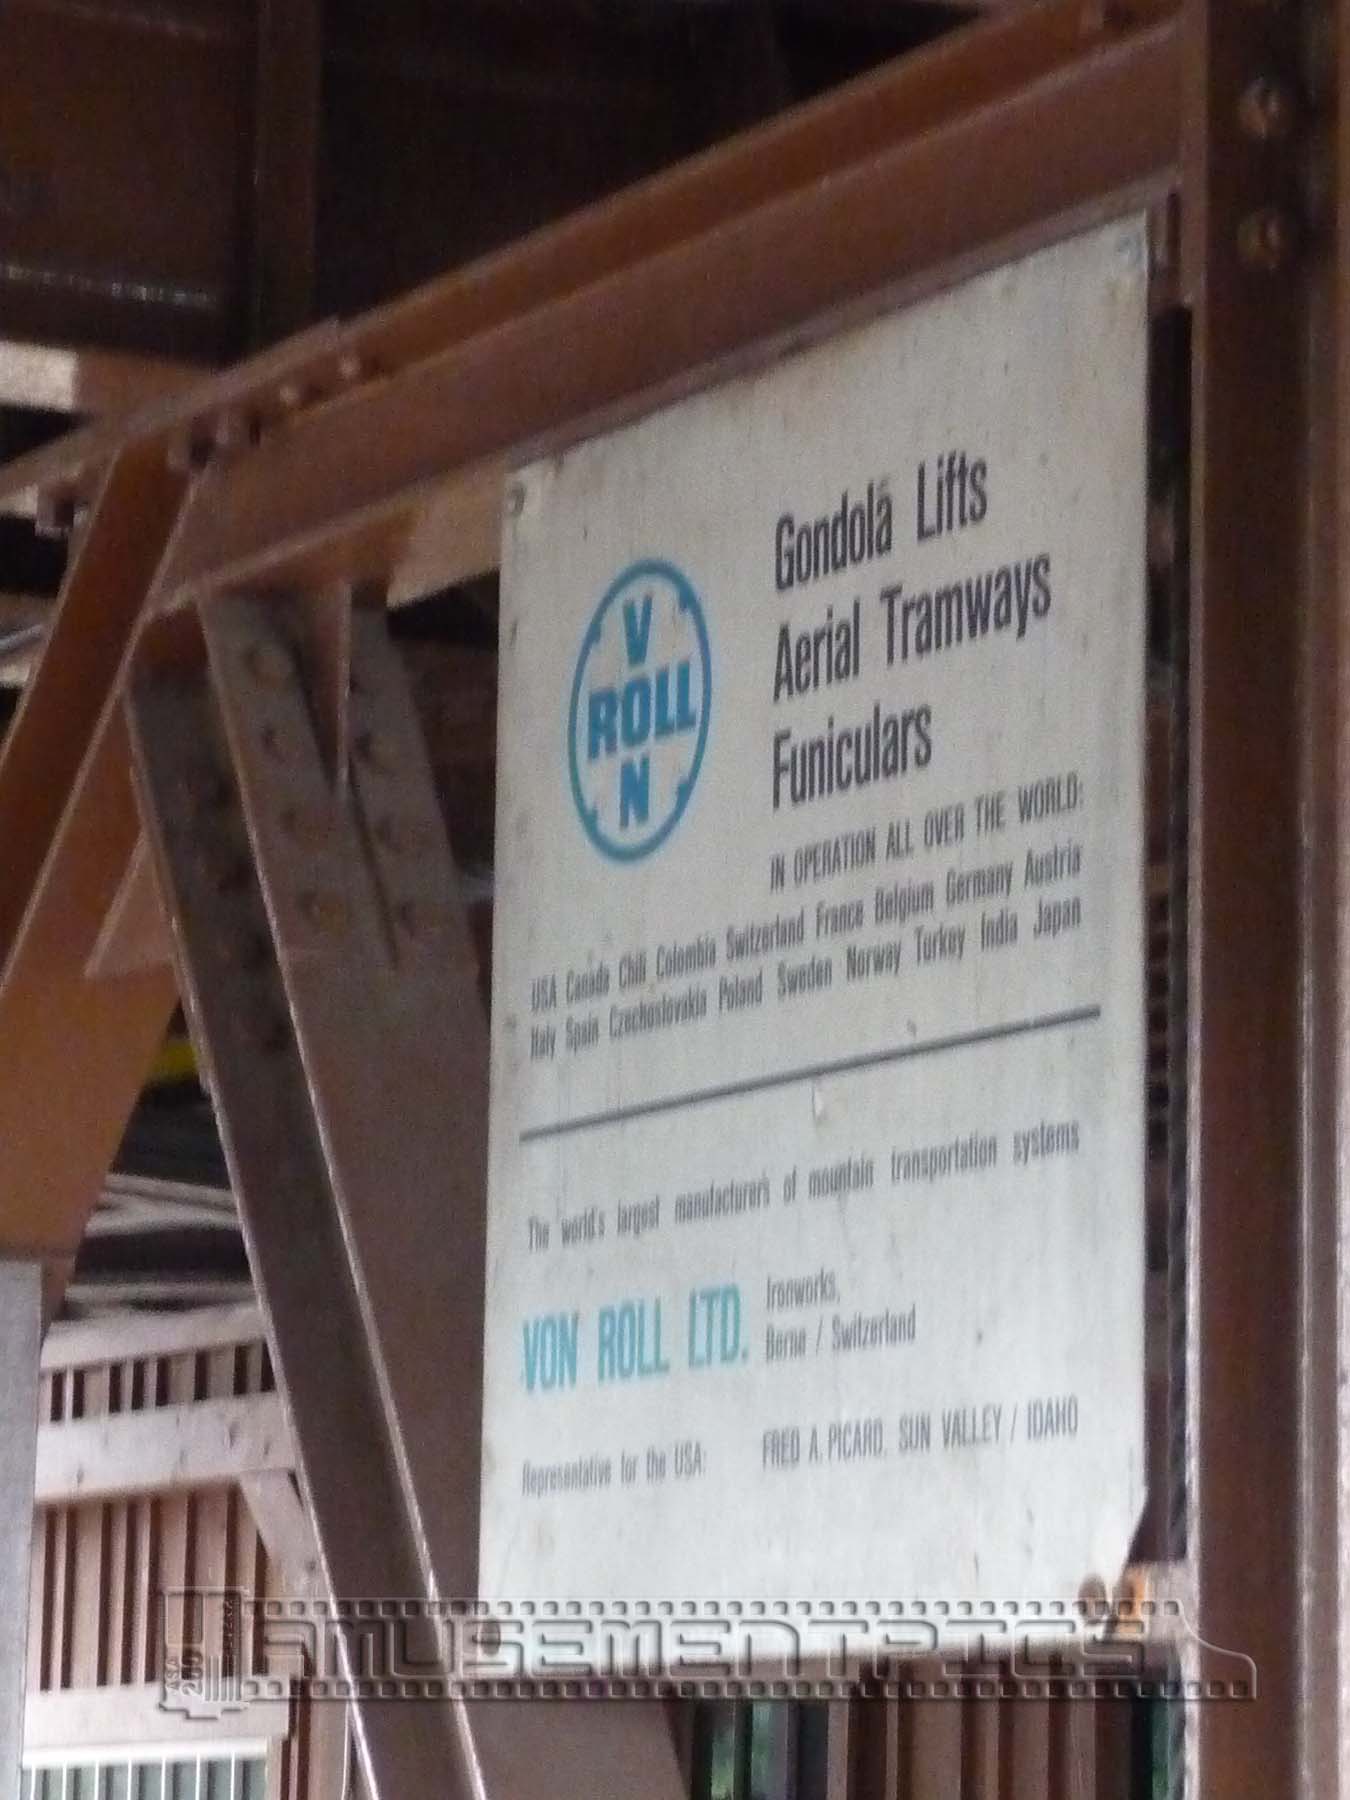 V
ROLL
N
Gondola Lifts
Aerial Tramways
Funiculars
IN OPERATION ALL OVER THE WORLD:
USA Canada Chili Colombia Switzerland France Belgium Germany Austria
Italy Spain Czechoslovakia Poland Sweden Norway Turkey India Japan
The world's largest manufacturers of mountain transportation systems
VON ROLL LTD.
Ironworks,
Berne / Switzerland
Representative for the USA:
FRED A. PICARD, SUN VALLEY / IDAHO
AMUSEMENTPICS
ASA
200